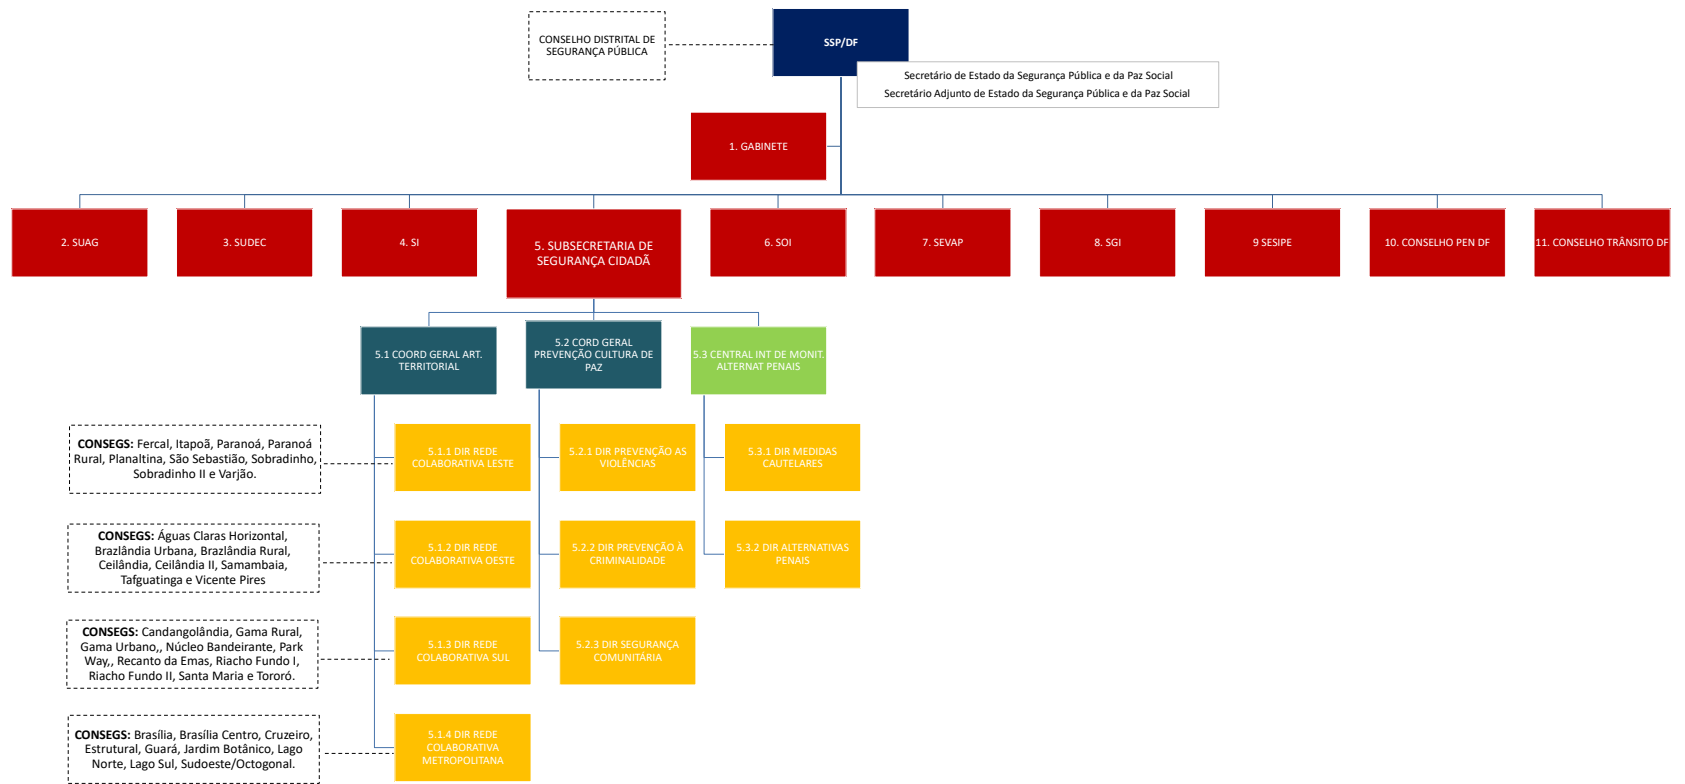 CONSELHO DISTRITAL DE
SEGURANÇA PÚBLICA
SSP/DF
Secretário de Estado da Segurança Pública e da Paz Social
Secretário Adjunto de Estado da Segurança Pública e da Paz Social
1. GABINETE
2. SUAG
3. SUDEC
4. SI
5. SUBSECRETARIA DE
SEGURANÇA CIDADÃ
6. SOI
7. SEVAP
8. SGI
9 SESIPE
10. CONSELHO PEN DF
11. CONSELHO TRÂNSITO DF
5.1 COORD GERAL ART.
TERRITORIAL
5.2 CORD GERAL
PREVENÇÃO CULTURA DE
PAZ
5.3 CENTRAL INT DE MONIT.
ALTERNAT PENAIS
CONSEGS: Fercal, Itapoã, Paranoá, Paranoá
Rural, Planaltina, São Sebastião, Sobradinho,
Sobradinho II e Varjão.
5.1.1 DIR REDE
COLABORATIVA LESTE
5.2.1 DIR PREVENÇÃO AS
VIOLÊNCIAS
5.3.1 DIR MEDIDAS
CAUTELARES
CONSEGS: Águas Claras Horizontal,
Brazlândia Urbana, Brazlândia Rural,
Ceilândia, Ceilândia II, Samambaia,
Tafguatinga e Vicente Pires
5.1.2 DIR REDE
COLABORATIVA OESTE
5.2.2 DIR PREVENÇÃO À
CRIMINALIDADE
5.3.2 DIR ALTERNATIVAS
PENAIS
CONSEGS: Candangolândia, Gama Rural,
Gama Urbano,, Núcleo Bandeirante, Park
Way,, Recanto da Emas, Riacho Fundo I,
Riacho Fundo II, Santa Maria e Tororó.
5.1.3 DIR REDE
COLABORATIVA SUL
5.2.3 DIR SEGURANÇA
COMUNITÁRIA
CONSEGS: Brasília, Brasília Centro, Cruzeiro,
Estrutural, Guará, Jardim Botânico, Lago
Norte, Lago Sul, Sudoeste/Octogonal.
5.1.4 DIR REDE
COLABORATIVA
METROPOLITANA